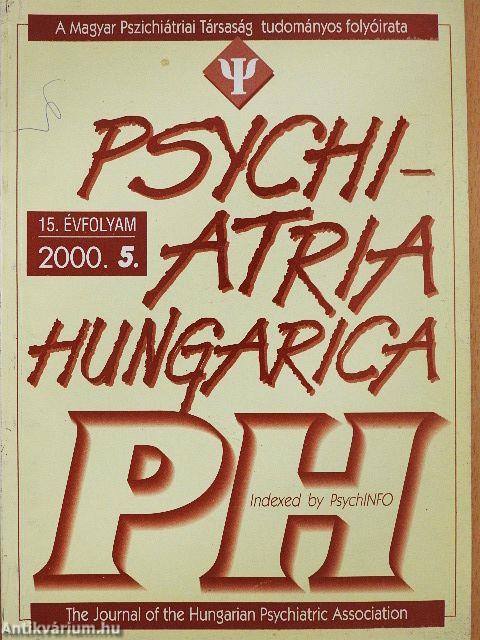 A Magyar Pszichiátriai Társaság tudományos folyóirata
Ψ
PSYCHI-
ATRIA
HUNGARICA
15. ÉVFOLYAM
2000. 5.
PH
Indexed by PsychINFO
The Journal of the Hungarian Psychiatric Association
Antikvárium.hu